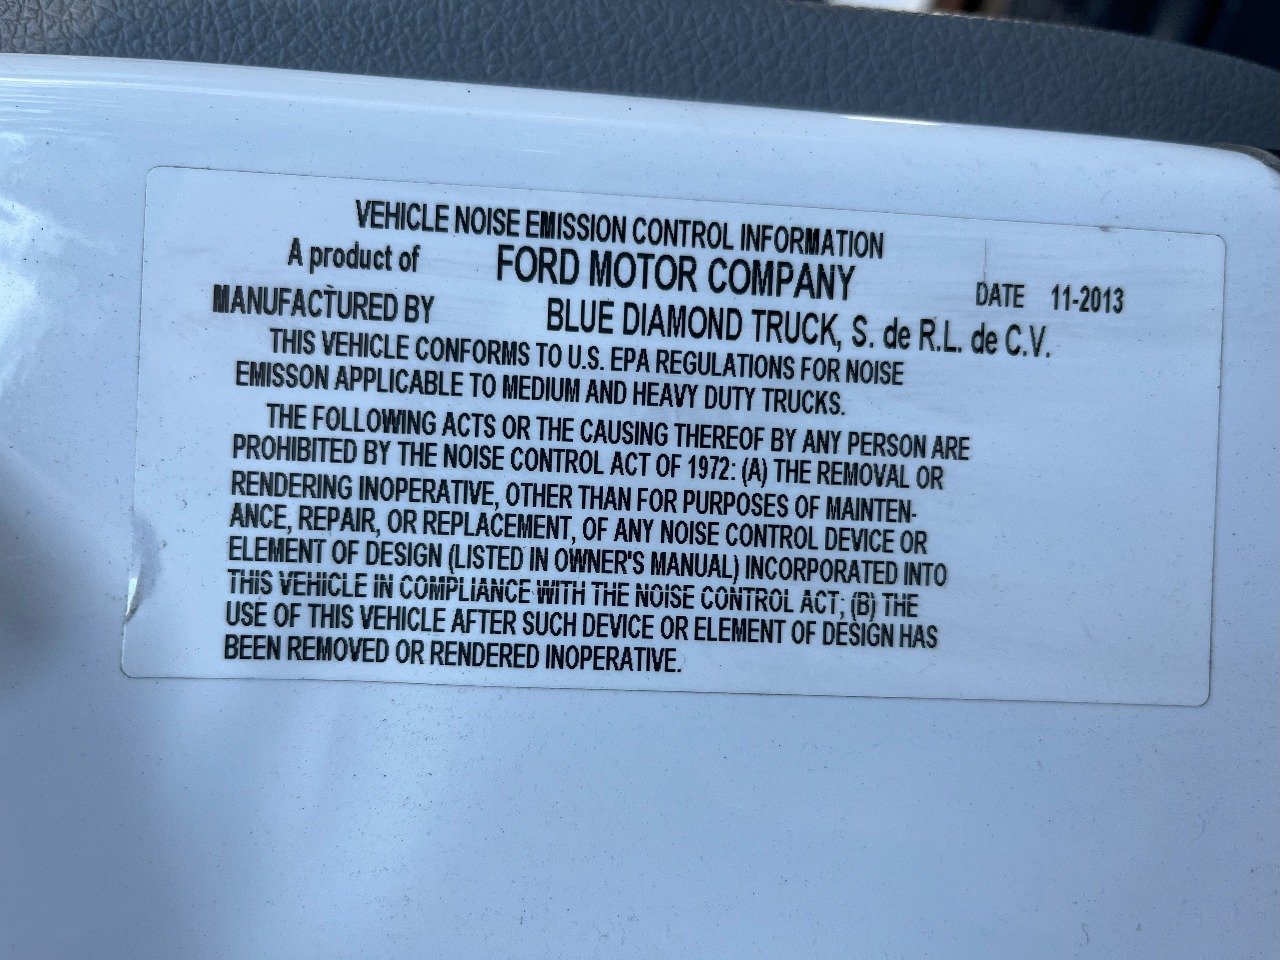 VEHICLE NOISE EMISSION CONTROL INFORMATION
A product of FORD MOTOR COMPANY DATE 11-2013
MANUFACTURED BY BLUE DIAMOND TRUCK, S. de R.L. de C.V.
THIS VEHICLE CONFORMS TO U.S. EPA REGULATIONS FOR NOISE
EMISSON APPLICABLE TO MEDIUM AND HEAVY DUTY TRUCKS.
THE FOLLOWING ACTS OR THE CAUSING THEREOF BY ANY PERSON ARE
PROHIBITED BY THE NOISE CONTROL ACT OF 1972: (A) THE REMOVAL OR
RENDERING INOPERATIVE, OTHER THAN FOR PURPOSES OF MAINTEN-
ANCE, REPAIR, OR REPLACEMENT, OF ANY NOISE CONTROL DEVICE OR
ELEMENT OF DESIGN (LISTED IN OWNER'S MANUAL) INCORPORATED INTO
THIS VEHICLE IN COMPLIANCE WITH THE NOISE CONTROL ACT; (B) THE
USE OF THIS VEHICLE AFTER SUCH DEVICE OR ELEMENT OF DESIGN HAS
BEEN REMOVED OR RENDERED INOPERATIVE.